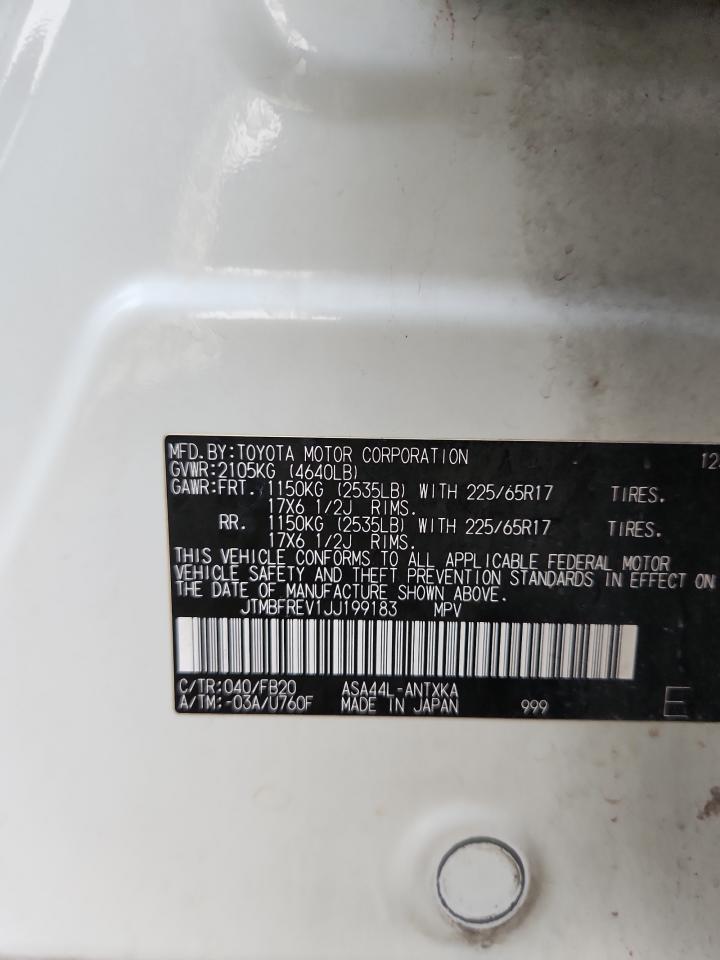 MFD.BY:TOYOTA MOTOR CORPORATION 12
GVWR:2105KG (4640LB)
GAWR:FRT. 1150KG (2535LB) WITH 225/65R17 TIRES.
17X6 1/2J RIMS.
RR. 1150KG (2535LB) WITH 225/65R17 TIRES.
17X6 1/2J RIMS.
THIS VEHICLE CONFORMS TO ALL APPLICABLE FEDERAL MOTOR
VEHICLE SAFETY AND THEFT PREVENTION STANDARDS IN EFFECT ON
THE DATE OF MANUFACTURE SHOWN ABOVE.
JTMBFREV1JJ199183 MPV
C/TR:040/FB20 ASA44L-ANTXKA
A/TM:-03A/U760F MADE IN JAPAN 999 E